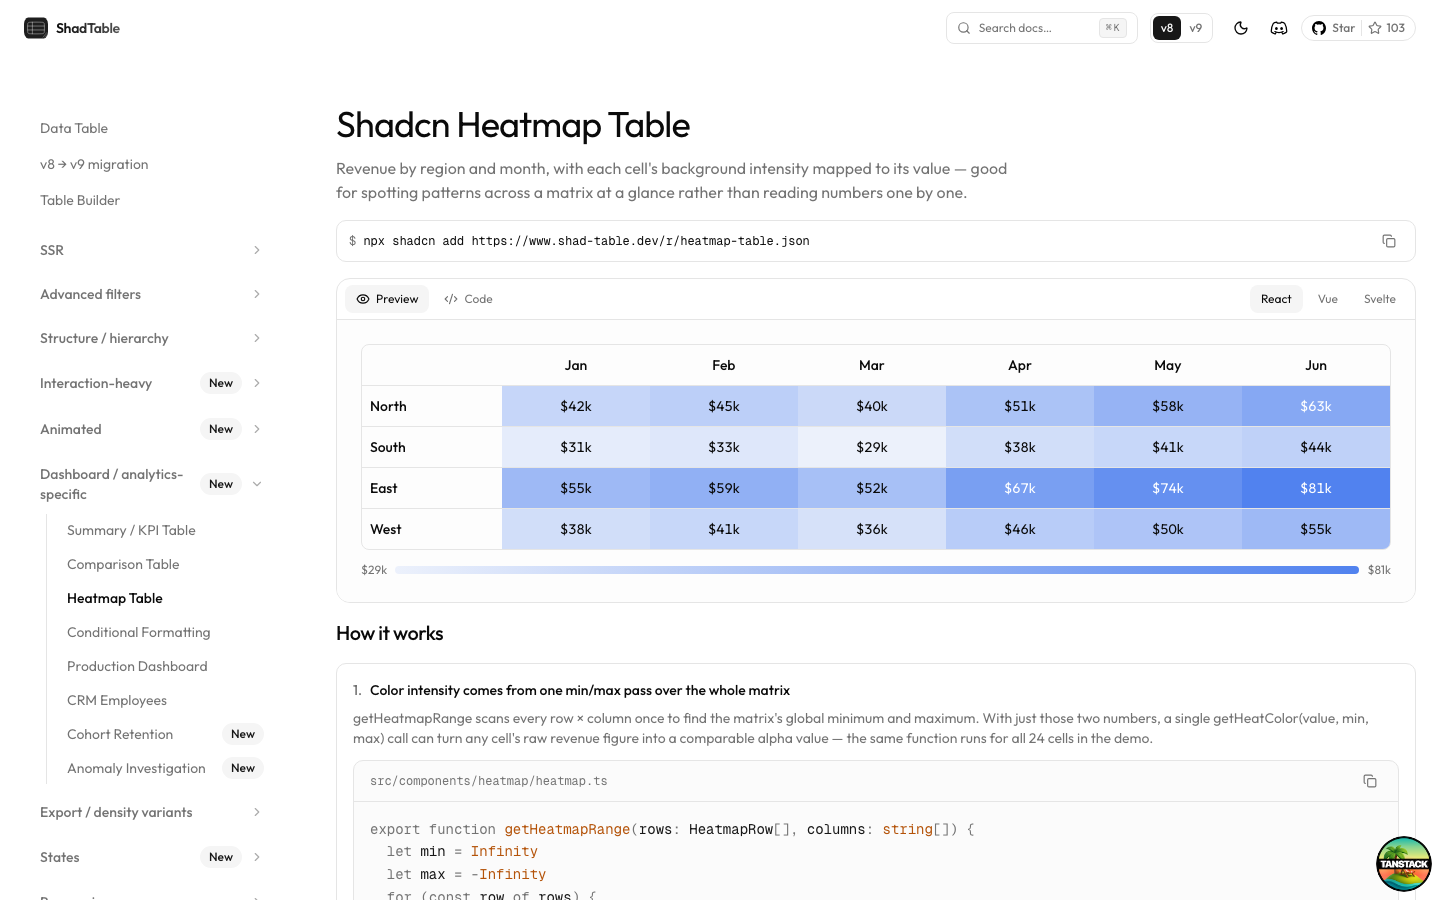 ShadTable
Search docs...
⌘K
v8
v9
Star
103
Data Table
v8 → v9 migration
Table Builder
SSR
Advanced filters
Structure / hierarchy
Interaction-heavy
New
Animated
New
Dashboard / analytics-
specific
New
Summary / KPI Table
Comparison Table
Heatmap Table
Conditional Formatting
Production Dashboard
CRM Employees
Cohort Retention
New
Anomaly Investigation
New
Export / density variants
States
New
Shadcn Heatmap Table
Revenue by region and month, with each cell's background intensity mapped to its value — good
for spotting patterns across a matrix at a glance rather than reading numbers one by one.
$ npx shadcn add https://www.shad-table.dev/r/heatmap-table.json
Preview
Code
React
Vue
Svelte
Jan Feb Mar Apr May Jun
North $42k $45k $40k $51k $58k $63k
South $31k $33k $29k $38k $41k $44k
East $55k $59k $52k $67k $74k $81k
West $38k $41k $36k $46k $50k $55k
$29k
$81k
How it works
1. Color intensity comes from one min/max pass over the whole matrix
getHeatmapRange scans every row × column once to find the matrix's global minimum and maximum. With just those two numbers, a single getHeatColor(value, min,
max) call can turn any cell's raw revenue figure into a comparable alpha value — the same function runs for all 24 cells in the demo.
src/components/heatmap/heatmap.ts
export function getHeatmapRange(rows: HeatmapRow[], columns: string[]) {
let min = Infinity
let max = -Infinity
for (const row of rows) {
TANSTACK